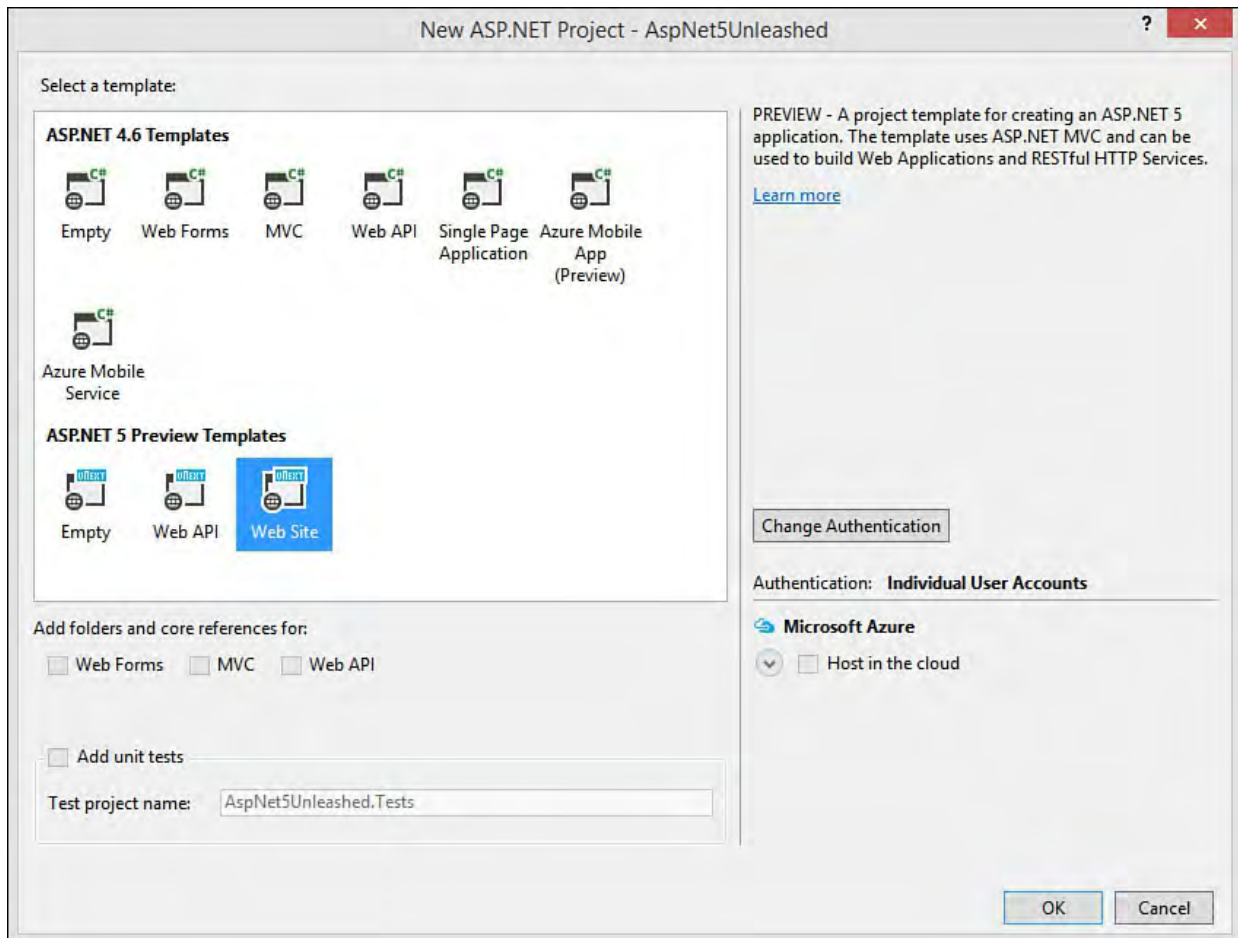 New ASP.NET Project - AspNet5Unleashed
?
Select a template:
ASP.NET 4.6 Templates
C# C# C# C# C# C#
Empty Web Forms MVC Web API Single Page Application Azure Mobile App (Preview)
C#
Azure Mobile
Service
ASP.NET 5 Preview Templates
Empty Web API Web Site
Add folders and core references for:
Web Forms MVC Web API
Add unit tests
Test project name: AspNet5Unleashed.Tests
PREVIEW - A project template for creating an ASP.NET 5
application. The template uses ASP.NET MVC and can be
used to build Web Applications and RESTful HTTP Services.
Learn more
Change Authentication
Authentication: Individual User Accounts
Microsoft Azure
Host in the cloud
OK Cancel